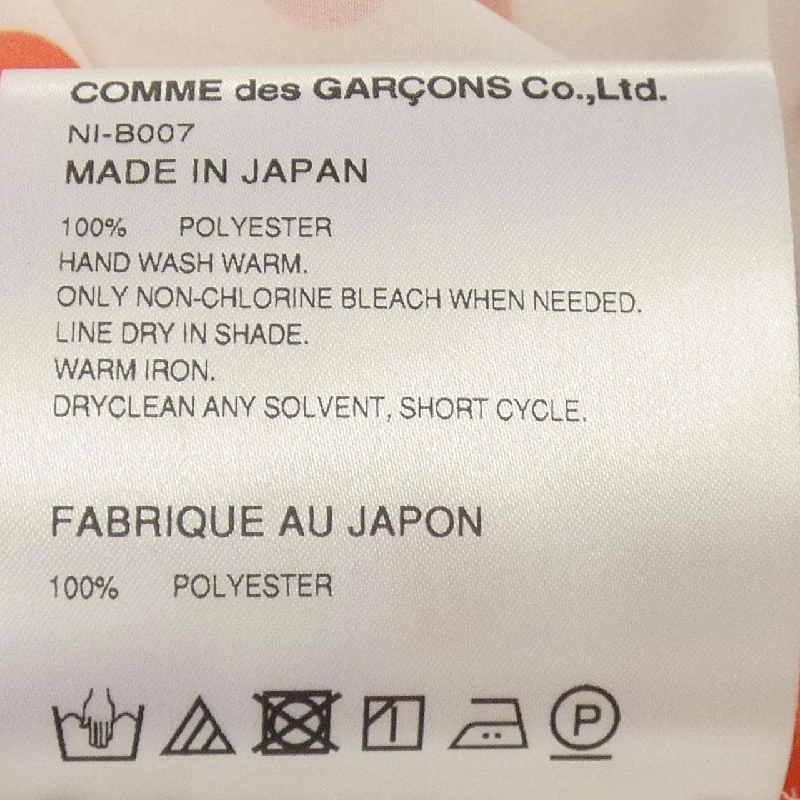 COMME des GARÇONS Co.,Ltd.
NI-B007
MADE IN JAPAN
100% POLYESTER
HAND WASH WARM.
ONLY NON-CHLORINE BLEACH WHEN NEEDED.
LINE DRY IN SHADE.
WARM IRON.
DRYCLEAN ANY SOLVENT, SHORT CYCLE.
FABRIQUE AU JAPON
100% POLYESTER
P